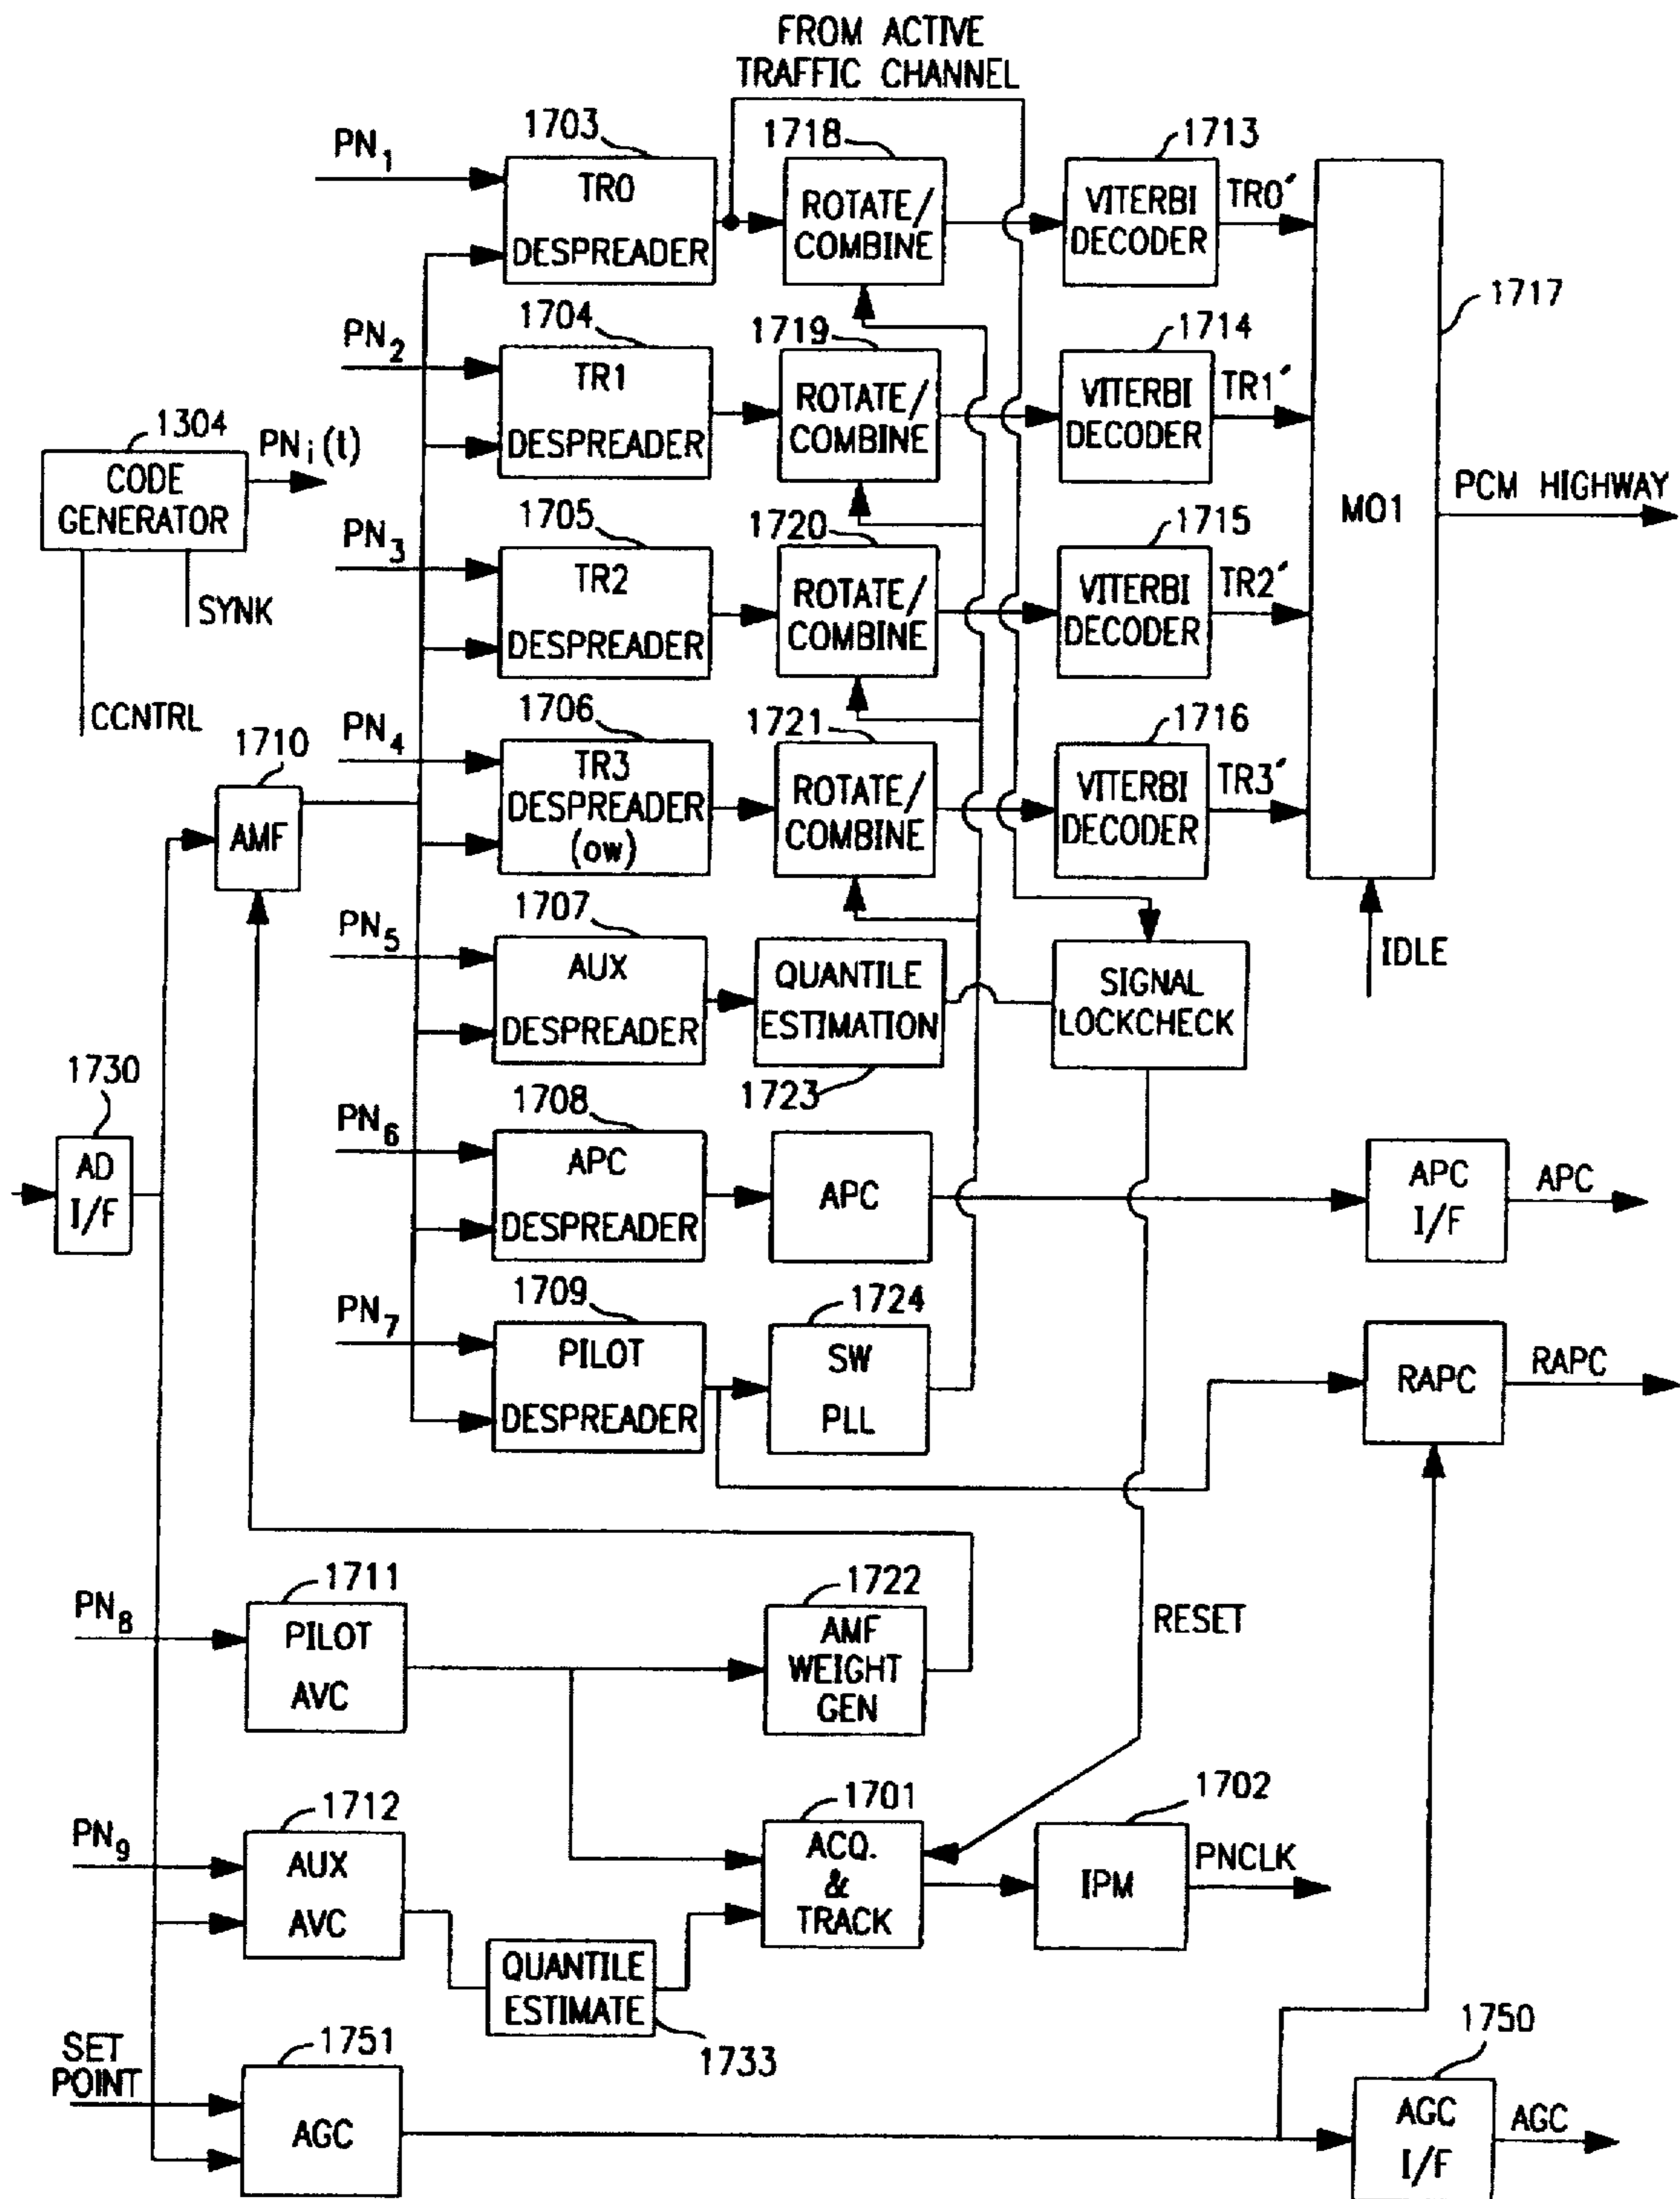 FROM ACTIVE
TRAFFIC CHANNEL
1703
1718
1713
PN1
TR0
DESPREADER
ROTATE/
COMBINE
VITERBI
DECODER
TR0´
1717
1704
1719
1714
PN2
TR1
DESPREADER
ROTATE/
COMBINE
VITERBI
DECODER
TR1´
1304
CODE
GENERATOR
PNi(t)
SYNK
CCNTRL
M01
PCM HIGHWAY
1705
1720
1715
PN3
TR2
DESPREADER
ROTATE/
COMBINE
VITERBI
DECODER
TR2´
1706
1721
1716
PN4
TR3
DESPREADER
(ow)
ROTATE/
COMBINE
VITERBI
DECODER
TR3´
1710
AMF
IDLE
1707
PN5
AUX
DESPREADER
QUANTILE
ESTIMATION
1723
SIGNAL
LOCKCHECK
1730
AD
I/F
1708
PN6
APC
DESPREADER
APC
APC
I/F
APC
1709
1724
PN7
PILOT
DESPREADER
SW
PLL
RAPC
RAPC
1711
1722
PN8
PILOT
AVC
AMF
WEIGHT
GEN
RESET
1712
1701
1702
PN9
AUX
AVC
ACQ.
&
TRACK
IPM
PNCLK
QUANTILE
ESTIMATE
1733
SET
POINT
1751
AGC
1750
AGC
I/F
AGC